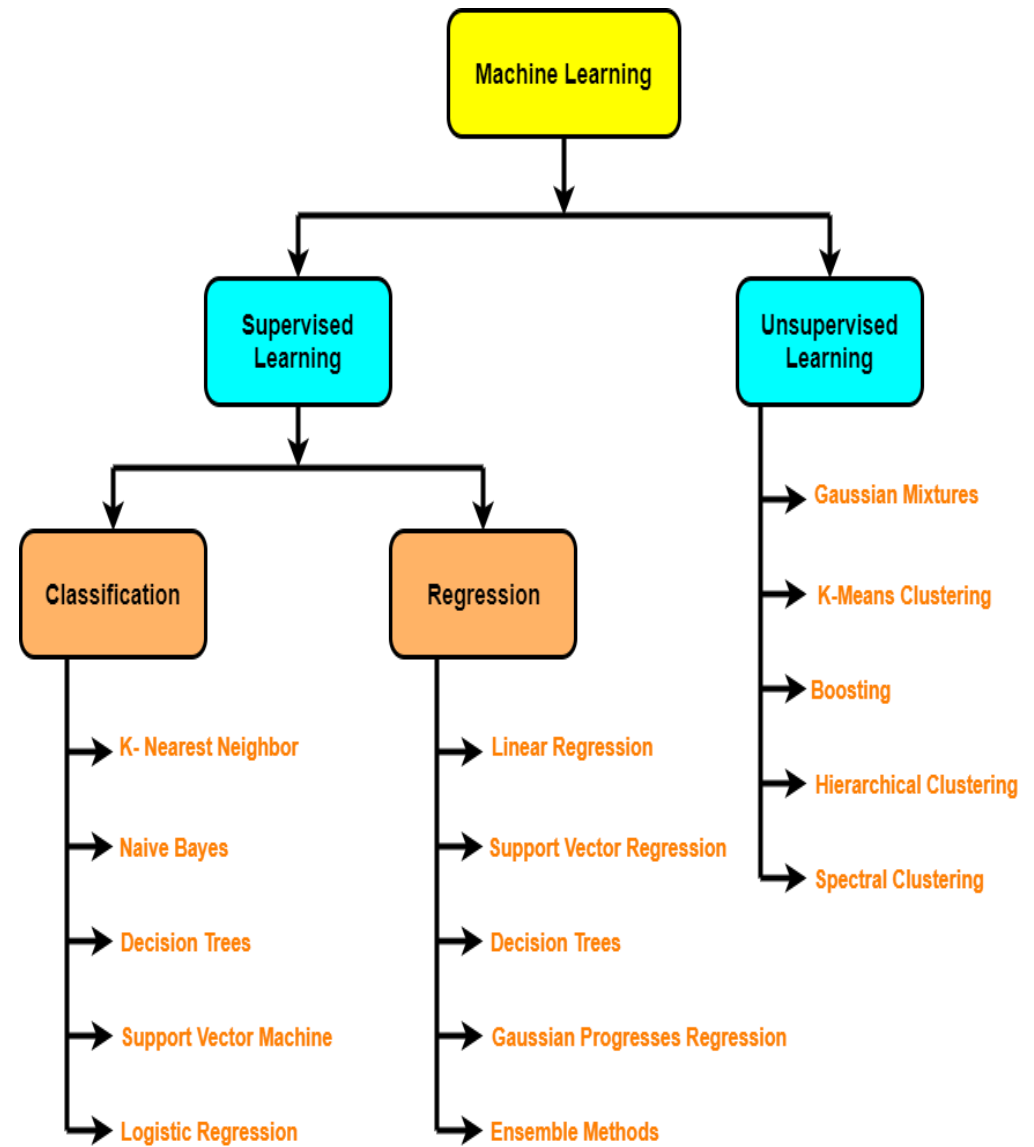 Machine Learning
Supervised
Learning
Unsupervised
Learning
Classification
Regression
K- Nearest Neighbor
Naive Bayes
Decision Trees
Support Vector Machine
Logistic Regression
Linear Regression
Support Vector Regression
Decision Trees
Gaussian Progresses Regression
Ensemble Methods
Gaussian Mixtures
K-Means Clustering
Boosting
Hierarchical Clustering
Spectral Clustering